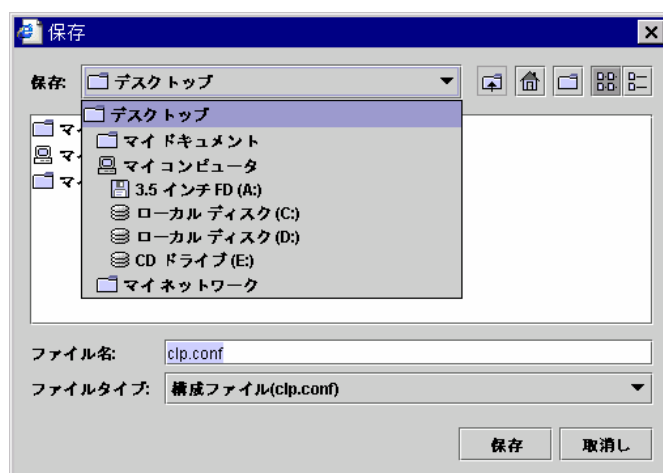 保存
保存: デスクトップ
デスクトップ
マイ ドキュメント
マイ コンピュータ
3.5 インチ FD (A:)
ローカル ディスク (C:)
ローカル ディスク (D:)
CD ドライブ (E:)
マイ ネットワーク
マ
マ
マ
ファイル名: clp.conf
ファイルタイプ: 構成ファイル(clp.conf)
保存 取消し